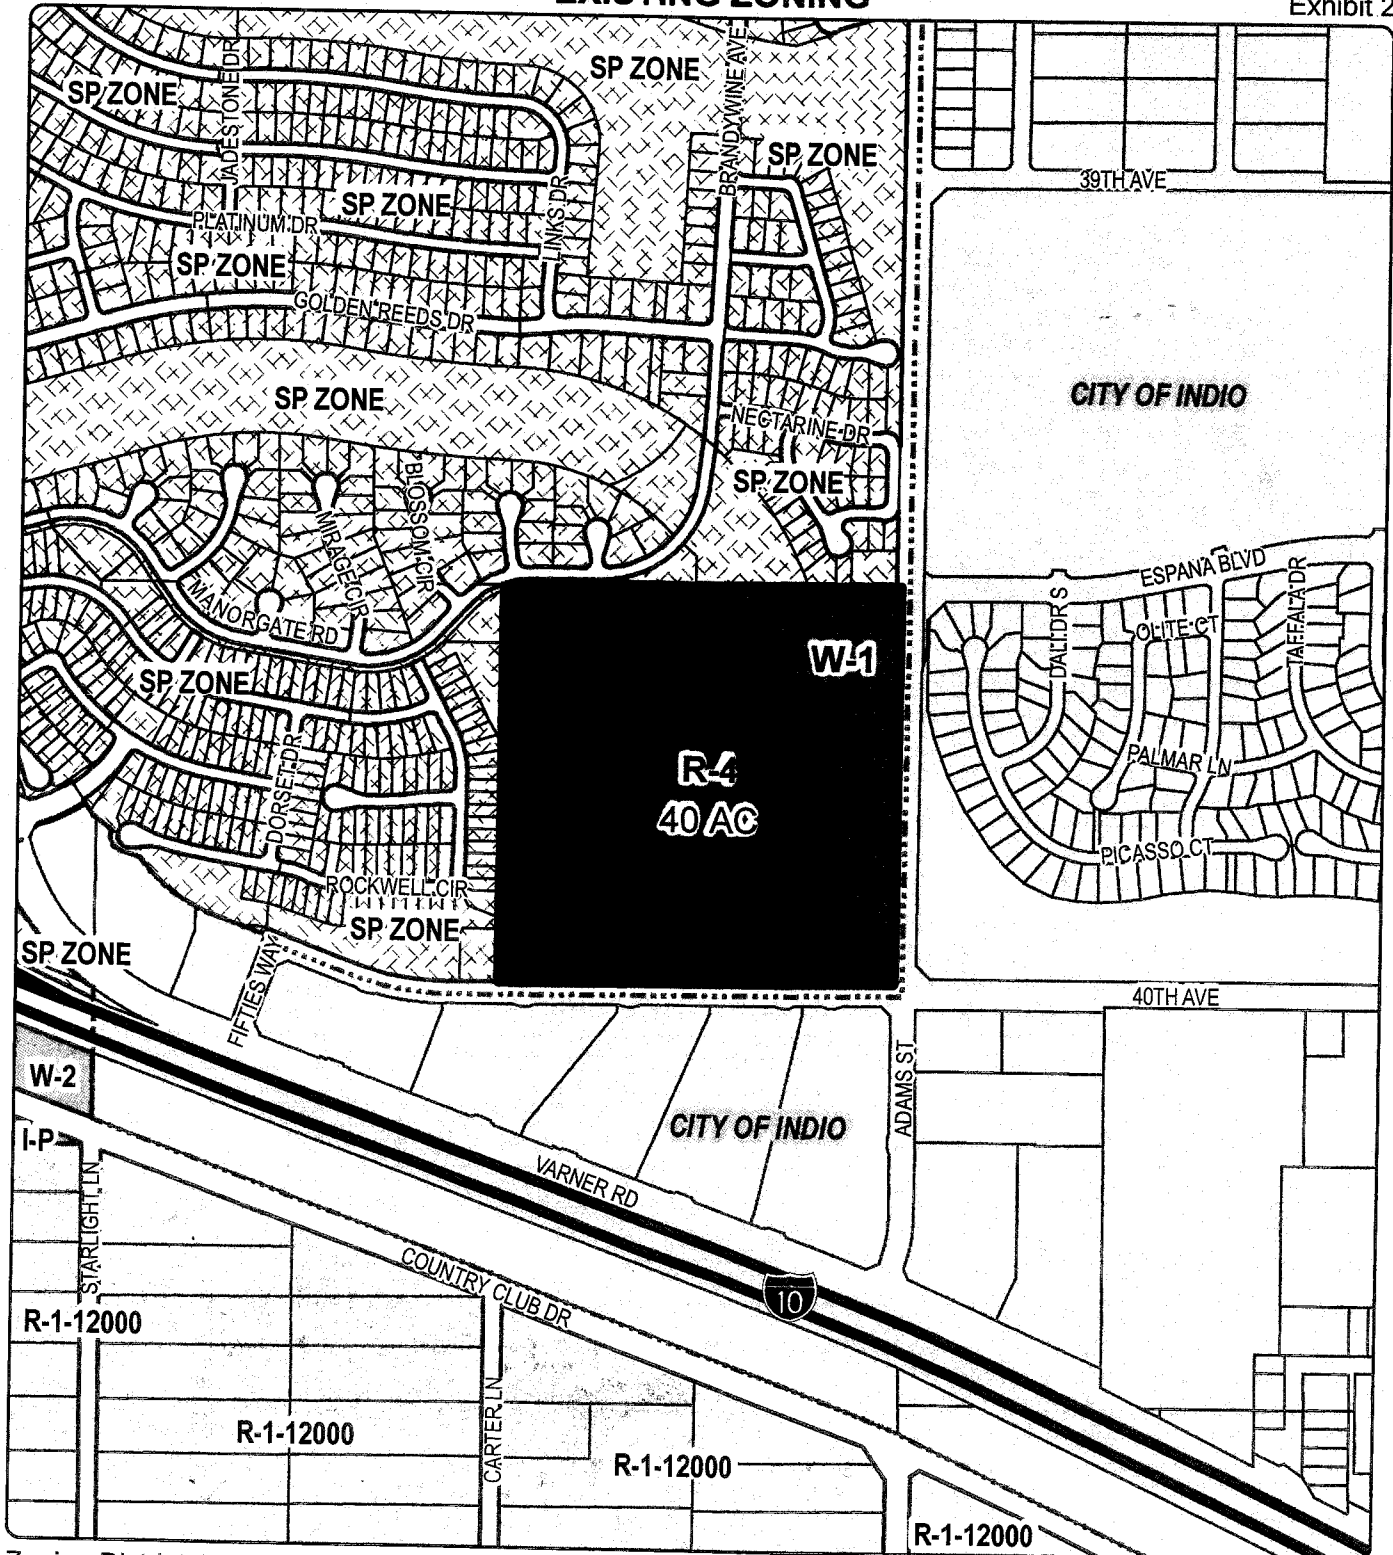 EXISTING ZONING
Exhibit 2
SP ZONE
BRANDYWINE AVE
JADESTONE DR
SP ZONE
SP ZONE
39TH AVE
SP ZONE
LINKS DR
PLATINUM DR
SP ZONE
GOLDEN REEDS DR
SP ZONE
CITY OF INDIO
NECTARINE DR
SP ZONE
BLOSSOM CIR
MIRAGE CIR
MANORGATE RD
ESPANA BLVD
TAFFALA DR
DALI DR S
OLITE CT
W-1
SP ZONE
R-4
40 AC
DORSET DR
PALMAR LN
PICASSO CT
ROCKWELL CIR
SP ZONE
SP ZONE
FIFTIES WAY
40TH AVE
W-2
ADAMS ST
CITY OF INDIO
I-P
STARLIGHT LN
VARNER RD
COUNTRY CLUB DR
10
R-1-12000
CARTER LN
R-1-12000
R-1-12000
R-1-12000